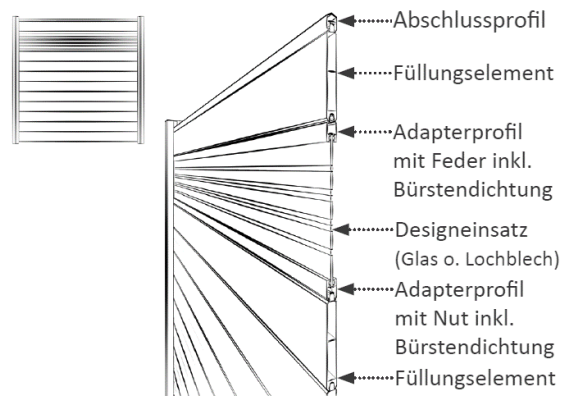 Abschlussprofil
Füllungselement
Adapterprofil
mit Feder inkl.
Bürstendichtung
Designeinsatz
(Glas o. Lochblech)
Adapterprofil
mit Nut inkl.
Bürstendichtung
Füllungselement